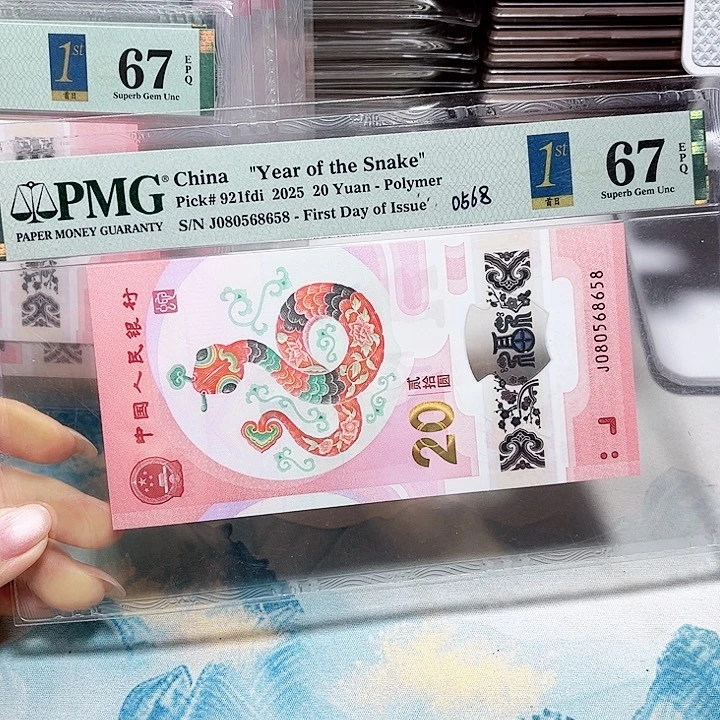 1st
首日
67
EPQ
Superb Gem Unc
PMG®
PAPER MONEY GUARANTY
China "Year of the Snake"
Pick# 921fdi 2025 20 Yuan - Polymer
S/N J080568658 - First Day of Issue
0568
1st
首日
67
EPQ
Superb Gem Unc
中国人民银行
贰拾圆
20
J080568658